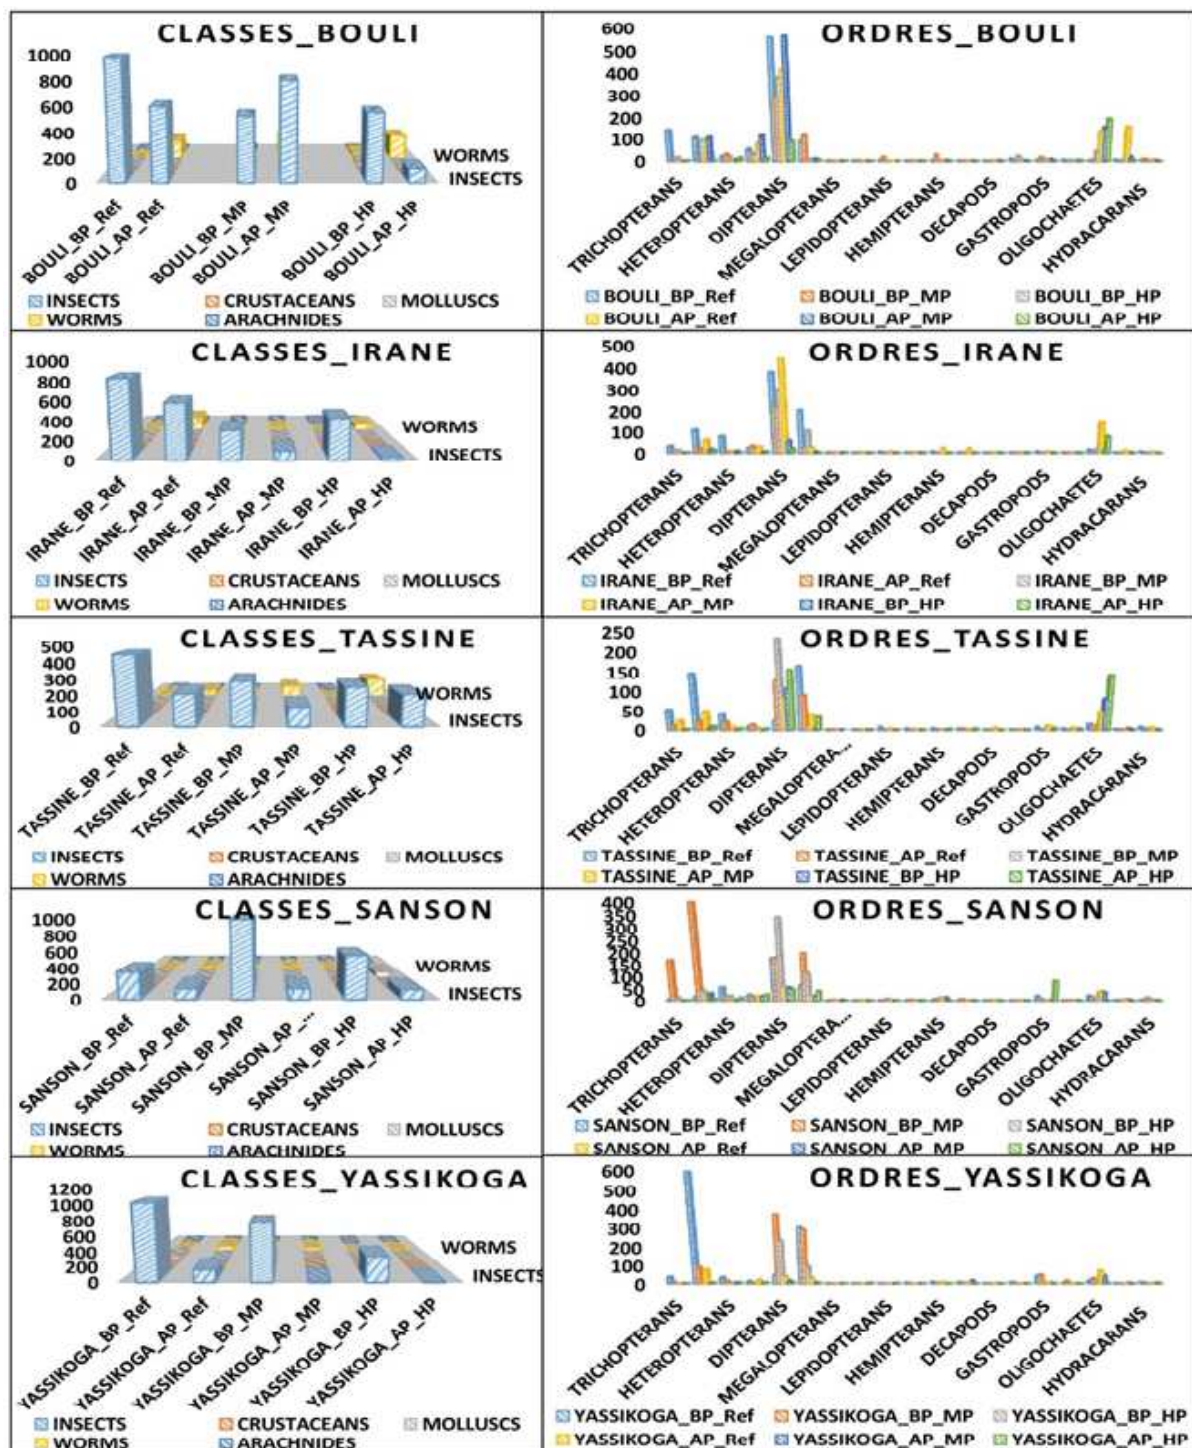 CLASSES_BOULI
1000
800
600
400
200
0
WORMS
INSECTS
BOULI_BP_Ref
BOULI_AP_Ref
BOULI_BP_MP
BOULI_AP_MP
BOULI_BP_HP
BOULI_AP_HP
INSECTS CRUSTACEANS MOLLUSCS
WORMS ARACHNIDES
ORDRES_BOULI
600
500
400
300
200
100
0
TRICHOPTERANS
HETEROPTERANS
DIPTERANS
MEGALOPTERANS
LEPIDOPTERANS
HEMIPTERANS
DECAPODS
GASTROPODS
OLIGOCHAETES
HYDRACARANS
BOULI_BP_Ref BOULI_BP_MP BOULI_BP_HP
BOULI_AP_Ref BOULI_AP_MP BOULI_AP_HP
CLASSES_IRANE
1000
800
600
400
200
0
WORMS
INSECTS
IRANE_BP_Ref
IRANE_AP_Ref
IRANE_BP_MP
IRANE_AP_MP
IRANE_BP_HP
IRANE_AP_HP
INSECTS CRUSTACEANS MOLLUSCS
WORMS ARACHNIDES
ORDRES_IRANE
500
400
300
200
100
0
TRICHOPTERANS
HETEROPTERANS
DIPTERANS
MEGALOPTERANS
LEPIDOPTERANS
HEMIPTERANS
DECAPODS
GASTROPODS
OLIGOCHAETES
HYDRACARANS
IRANE_BP_Ref IRANE_AP_Ref IRANE_BP_MP
IRANE_AP_MP IRANE_BP_HP IRANE_AP_HP
CLASSES_TASSINE
500
400
300
200
100
0
WORMS
INSECTS
TASSINE_BP_Ref
TASSINE_AP_Ref
TASSINE_BP_MP
TASSINE_AP_MP
TASSINE_BP_HP
TASSINE_AP_HP
INSECTS CRUSTACEANS MOLLUSCS
WORMS ARACHNIDES
ORDRES_TASSINE
250
200
150
100
50
0
TRICHOPTERANS
HETEROPTERANS
DIPTERANS
MEGALOPTERA...
LEPIDOPTERANS
HEMIPTERANS
DECAPODS
GASTROPODS
OLIGOCHAETES
HYDRACARANS
TASSINE_BP_Ref TASSINE_AP_Ref TASSINE_BP_MP
TASSINE_AP_MP TASSINE_BP_HP TASSINE_AP_HP
CLASSES_SANSON
1000
800
600
400
200
0
WORMS
INSECTS
SANSON_BP_Ref
SANSON_AP_Ref
SANSON_BP_MP
SANSON_AP_...
SANSON_BP_HP
SANSON_AP_HP
INSECTS CRUSTACEANS MOLLUSCS
WORMS ARACHNIDES
ORDRES_SANSON
400
350
300
250
200
150
100
50
0
TRICHOPTERANS
HETEROPTERANS
DIPTERANS
MEGALOPTERA...
LEPIDOPTERANS
HEMIPTERANS
DECAPODS
GASTROPODS
OLIGOCHAETES
HYDRACARANS
SANSON_BP_Ref SANSON_BP_MP SANSON_BP_HP
SANSON_AP_Ref SANSON_AP_MP SANSON_AP_HP
CLASSES_YASSIKOGA
1200
1000
800
600
400
200
0
WORMS
INSECTS
YASSIKOGA_BP_Ref
YASSIKOGA_AP_Ref
YASSIKOGA_BP_MP
YASSIKOGA_AP_MP
YASSIKOGA_BP_HP
YASSIKOGA_AP_HP
INSECTS CRUSTACEANS MOLLUSCS
WORMS ARACHNIDES
ORDRES_YASSIKOGA
600
500
400
300
200
100
0
TRICHOPTERANS
HETEROPTERANS
DIPTERANS
MEGALOPTERANS
LEPIDOPTERANS
HEMIPTERANS
DECAPODS
GASTROPODS
OLIGOCHAETES
HYDRACARANS
YASSIKOGA_BP_Ref YASSIKOGA_BP_MP YASSIKOGA_BP_HP
YASSIKOGA_AP_Ref YASSIKOGA_AP_MP YASSIKOGA_AP_HP